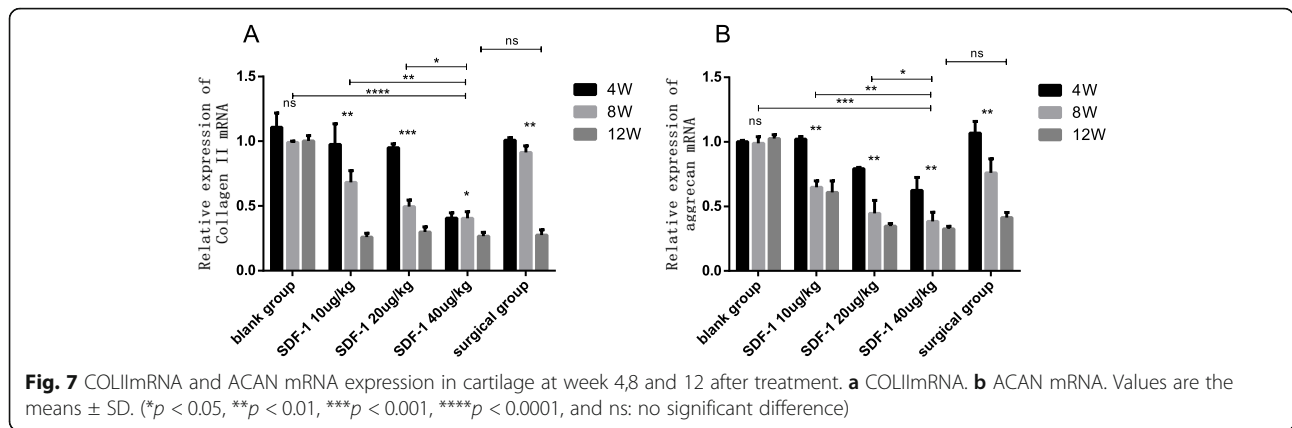 A
B
ns
ns
*
*
**
**
****
***
1.5
1.0
0.5
0.0
Relative expression of
Collagen II mRNA
ns
**
***
*
**
4W
8W
12W
blank group
SDF-1 10ug/kg
SDF-1 20ug/kg
SDF-1 40ug/kg
surgical group
1.5
1.0
0.5
0.0
Relative expression of
aggrecan mRNA
ns
**
**
**
**
4W
8W
12W
blank group
SDF-1 10ug/kg
SDF-1 20ug/kg
SDF-1 40ug/kg
surgical group
Fig. 7 COLIImRNA and ACAN mRNA expression in cartilage at week 4,8 and 12 after treatment. a COLIImRNA. b ACAN mRNA. Values are the
means ± SD. (*p < 0.05, **p < 0.01, ***p < 0.001, ****p < 0.0001, and ns: no significant difference)